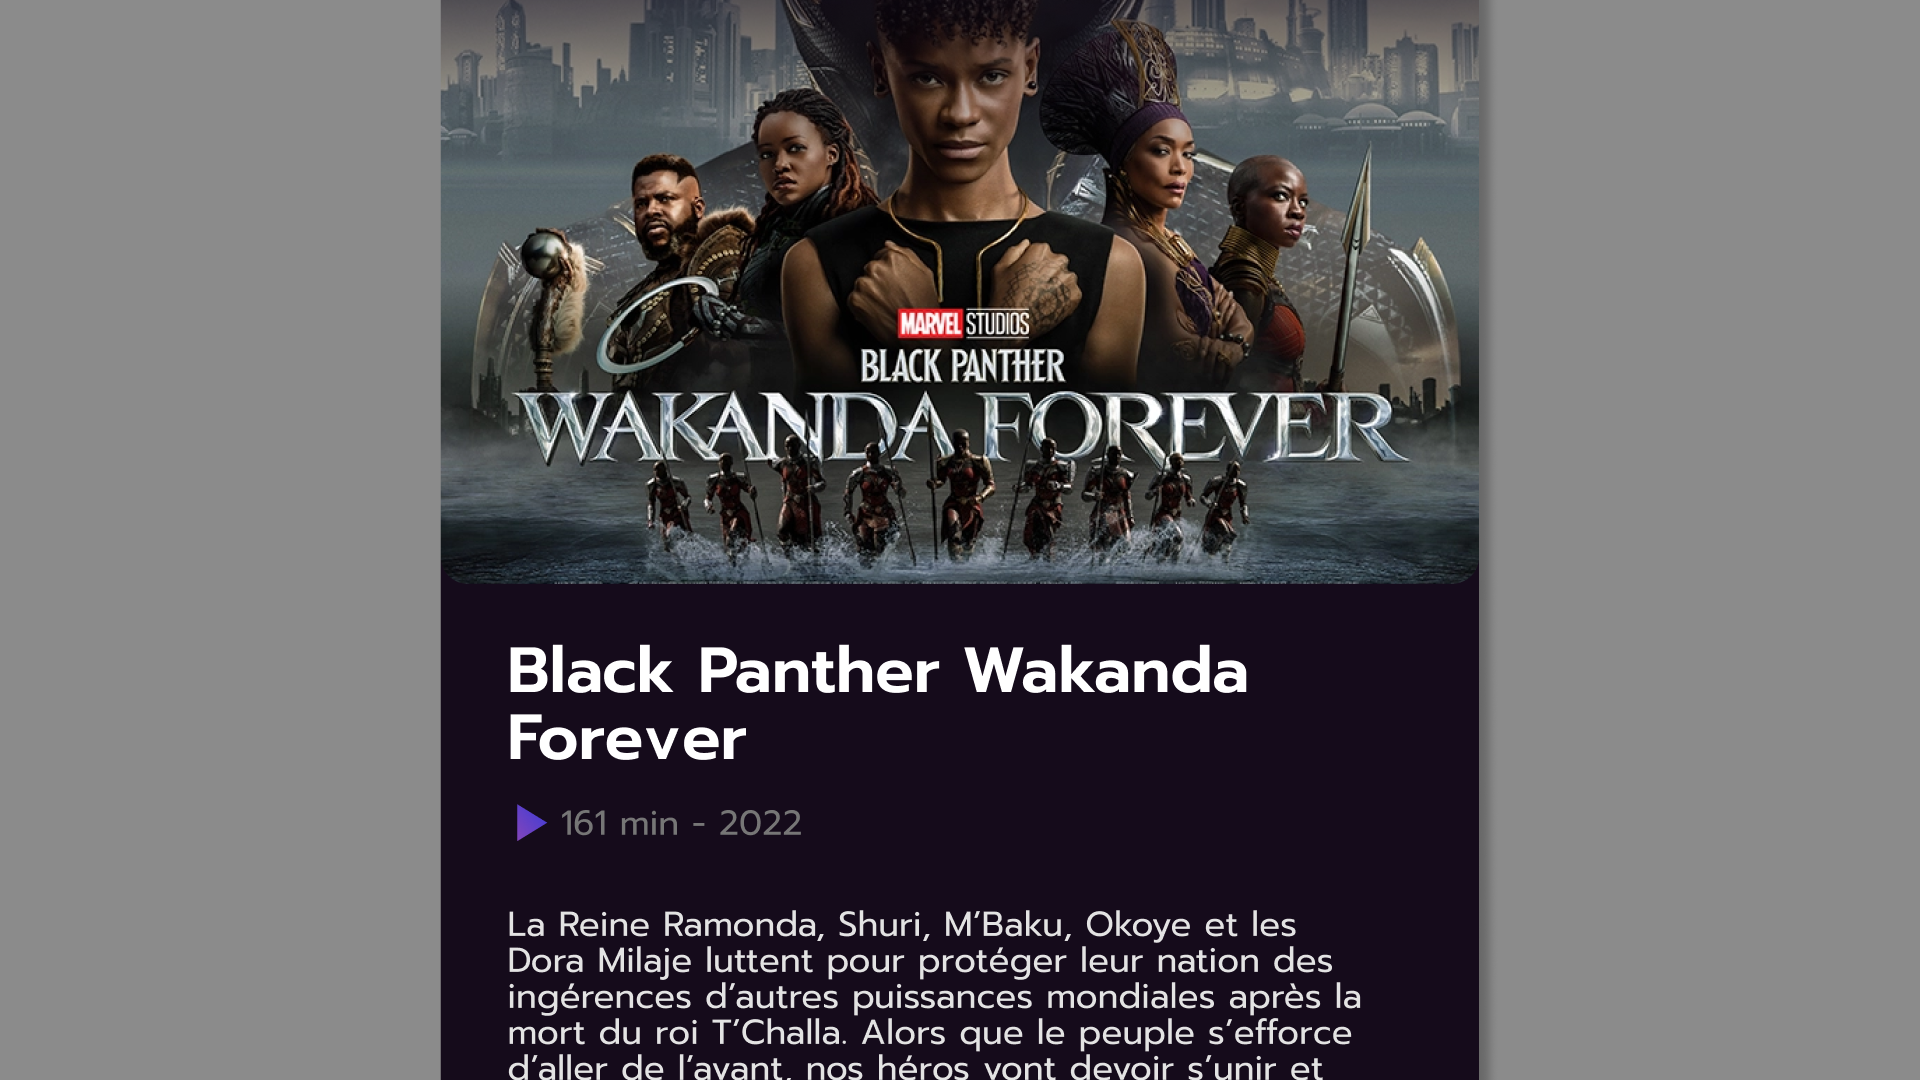 MARVEL STUDIOS
BLACK PANTHER
WAKANDA FOREVER
Black Panther Wakanda
Forever
161 min - 2022
La Reine Ramonda, Shuri, M’Baku, Okoye et les
Dora Milaje luttent pour protéger leur nation des
ingérences d’autres puissances mondiales après la
mort du roi T’Challa. Alors que le peuple s’efforce
d’aller de l’avant, nos héros vont devoir s’unir et